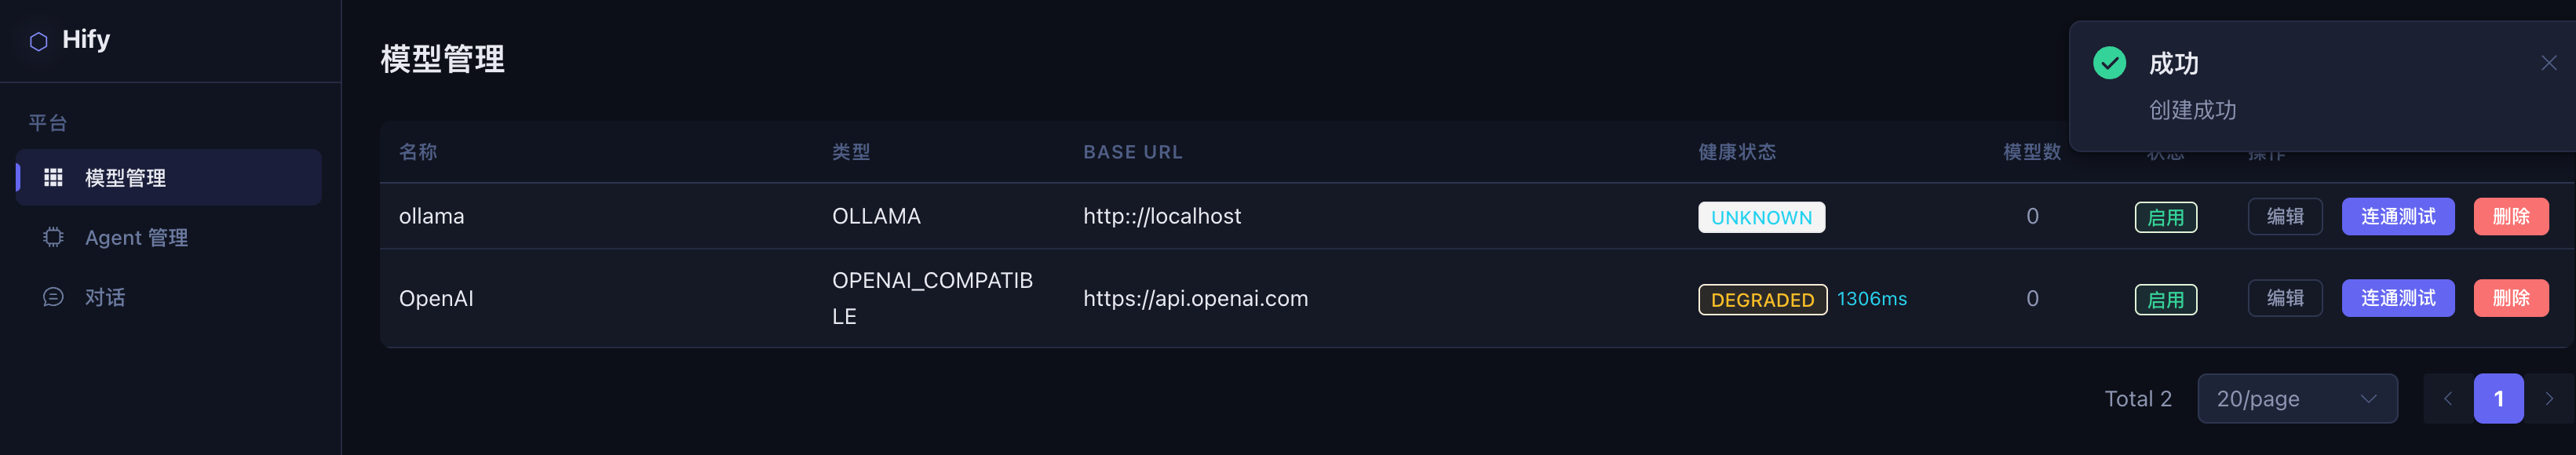 Hify
平台
模型管理
Agent 管理
对话
模型管理
成功
创建成功
名称 类型 BASE URL 健康状态 模型数 状态 操作
ollama OLLAMA http:://localhost UNKNOWN 0 启用 编辑 连通测试 删除
OpenAI OPENAI_COMPATIB
LE https://api.openai.com DEGRADED 1306ms 0 启用 编辑 连通测试 删除
Total 2 20/page 1